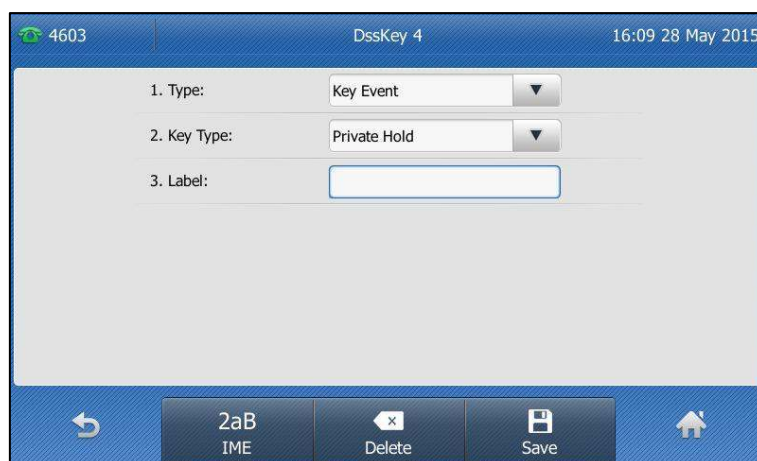 4603 DssKey 4 16:09 28 May 2015
1. Type: Key Event
2. Key Type: Private Hold
3. Label:
2aB
IME Delete Save